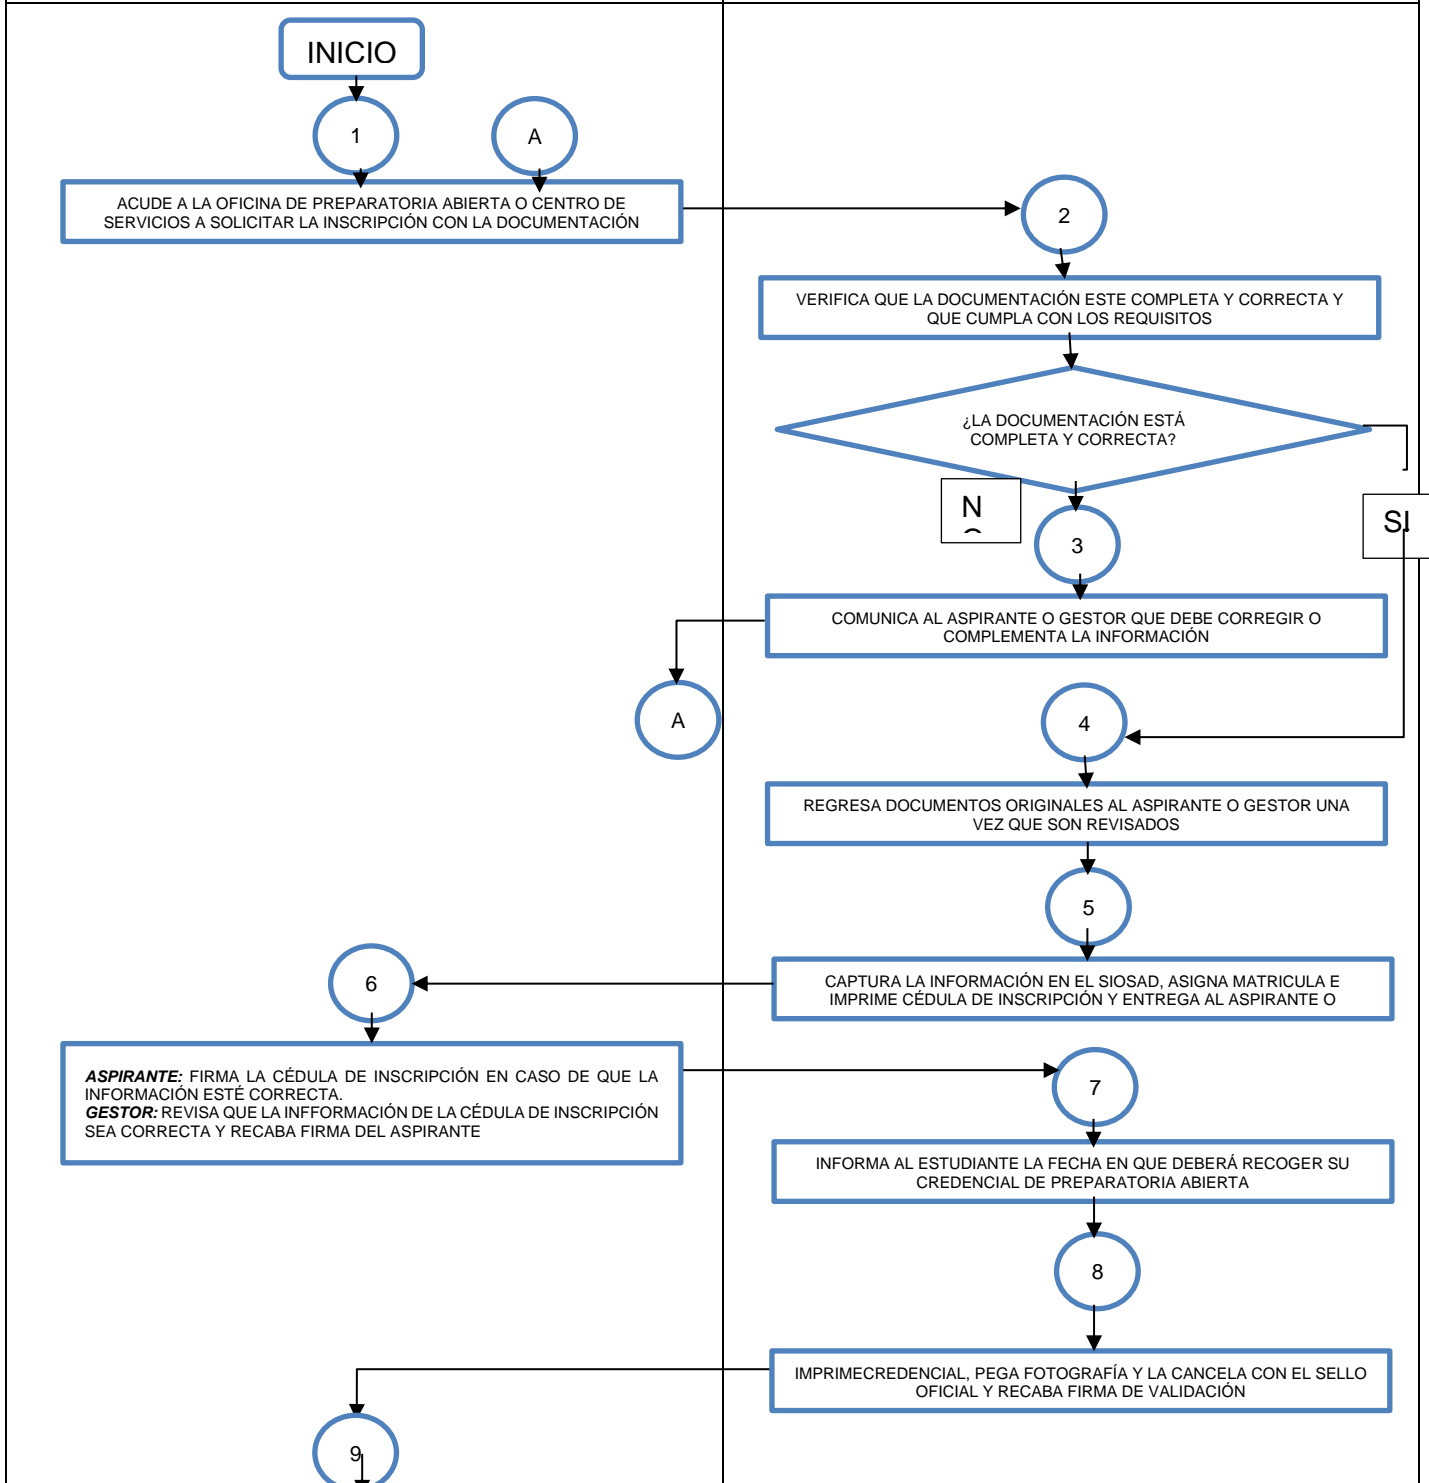 INICIO
1
A
ACUDE A LA OFICINA DE PREPARATORIA ABIERTA O CENTRO DE
SERVICIOS A SOLICITAR LA INSCRIPCIÓN CON LA DOCUMENTACIÓN
2
VERIFICA QUE LA DOCUMENTACIÓN ESTE COMPLETA Y CORRECTA Y
QUE CUMPLA CON LOS REQUISITOS
¿LA DOCUMENTACIÓN ESTÁ
COMPLETA Y CORRECTA?
N
SI
3
COMUNICA AL ASPIRANTE O GESTOR QUE DEBE CORREGIR O
COMPLEMENTA LA INFORMACIÓN
A
4
REGRESA DOCUMENTOS ORIGINALES AL ASPIRANTE O GESTOR UNA
VEZ QUE SON REVISADOS
5
CAPTURA LA INFORMACIÓN EN EL SIOSAD, ASIGNA MATRICULA E
IMPRIME CÉDULA DE INSCRIPCIÓN Y ENTREGA AL ASPIRANTE O
6
ASPIRANTE: FIRMA LA CÉDULA DE INSCRIPCIÓN EN CASO DE QUE LA
INFORMACIÓN ESTÉ CORRECTA.
GESTOR: REVISA QUE LA INFFORMACIÓN DE LA CÉDULA DE INSCRIPCIÓN
SEA CORRECTA Y RECABA FIRMA DEL ASPIRANTE
7
INFORMA AL ESTUDIANTE LA FECHA EN QUE DEBERÁ RECOGER SU
CREDENCIAL DE PREPARATORIA ABIERTA
8
IMPRIMECREDENCIAL, PEGA FOTOGRAFÍA Y LA CANCELA CON EL SELLO
OFICIAL Y RECABA FIRMA DE VALIDACIÓN
9